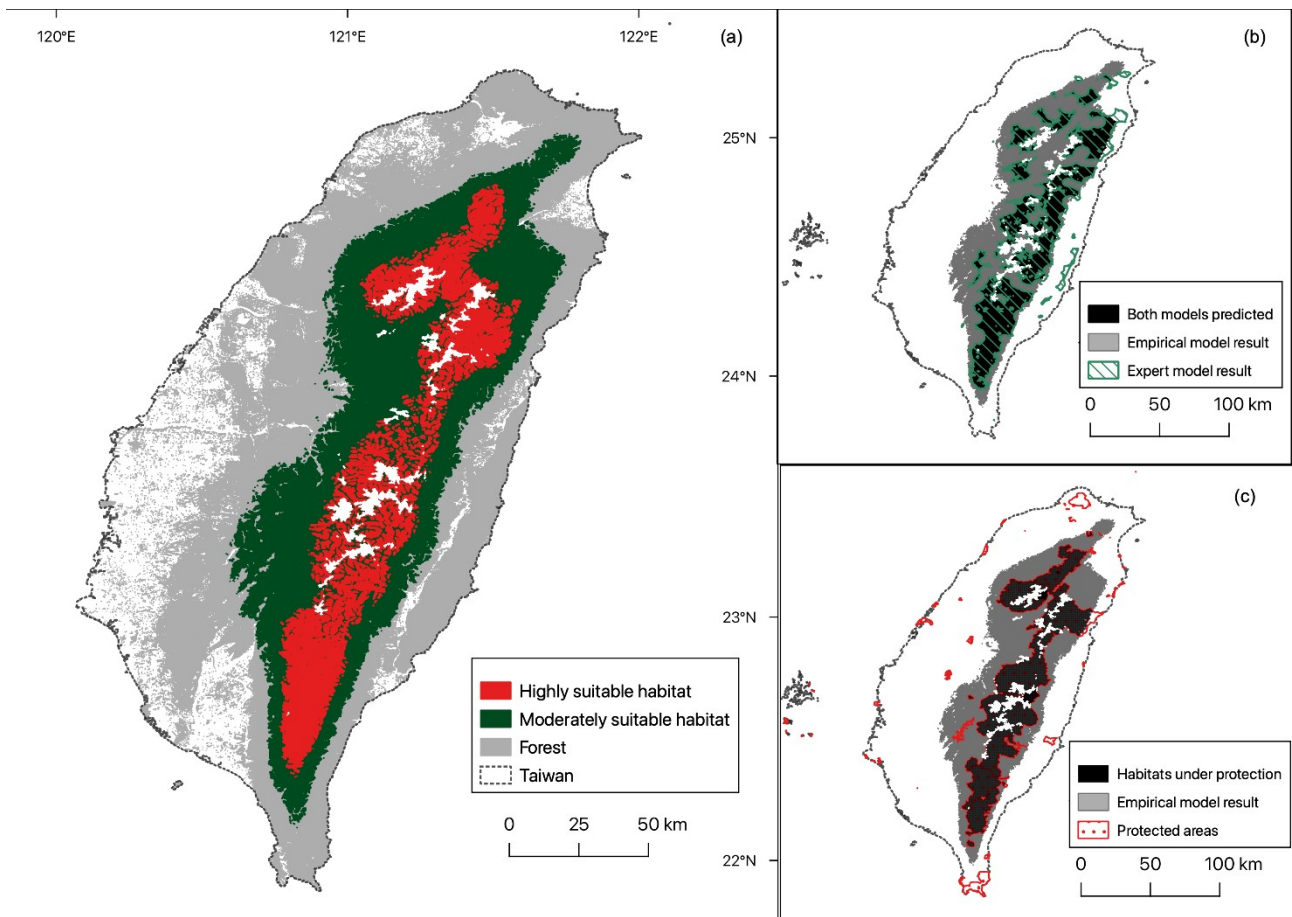 120°E
121°E
122°E
(a)
Highly suitable habitat
Moderately suitable habitat
Forest
Taiwan
0 25 50 km
25°N
24°N
23°N
22°N
(b)
Both models predicted
Empirical model result
Expert model result
0 50 100 km
(c)
Habitats under protection
Empirical model result
Protected areas
0 50 100 km